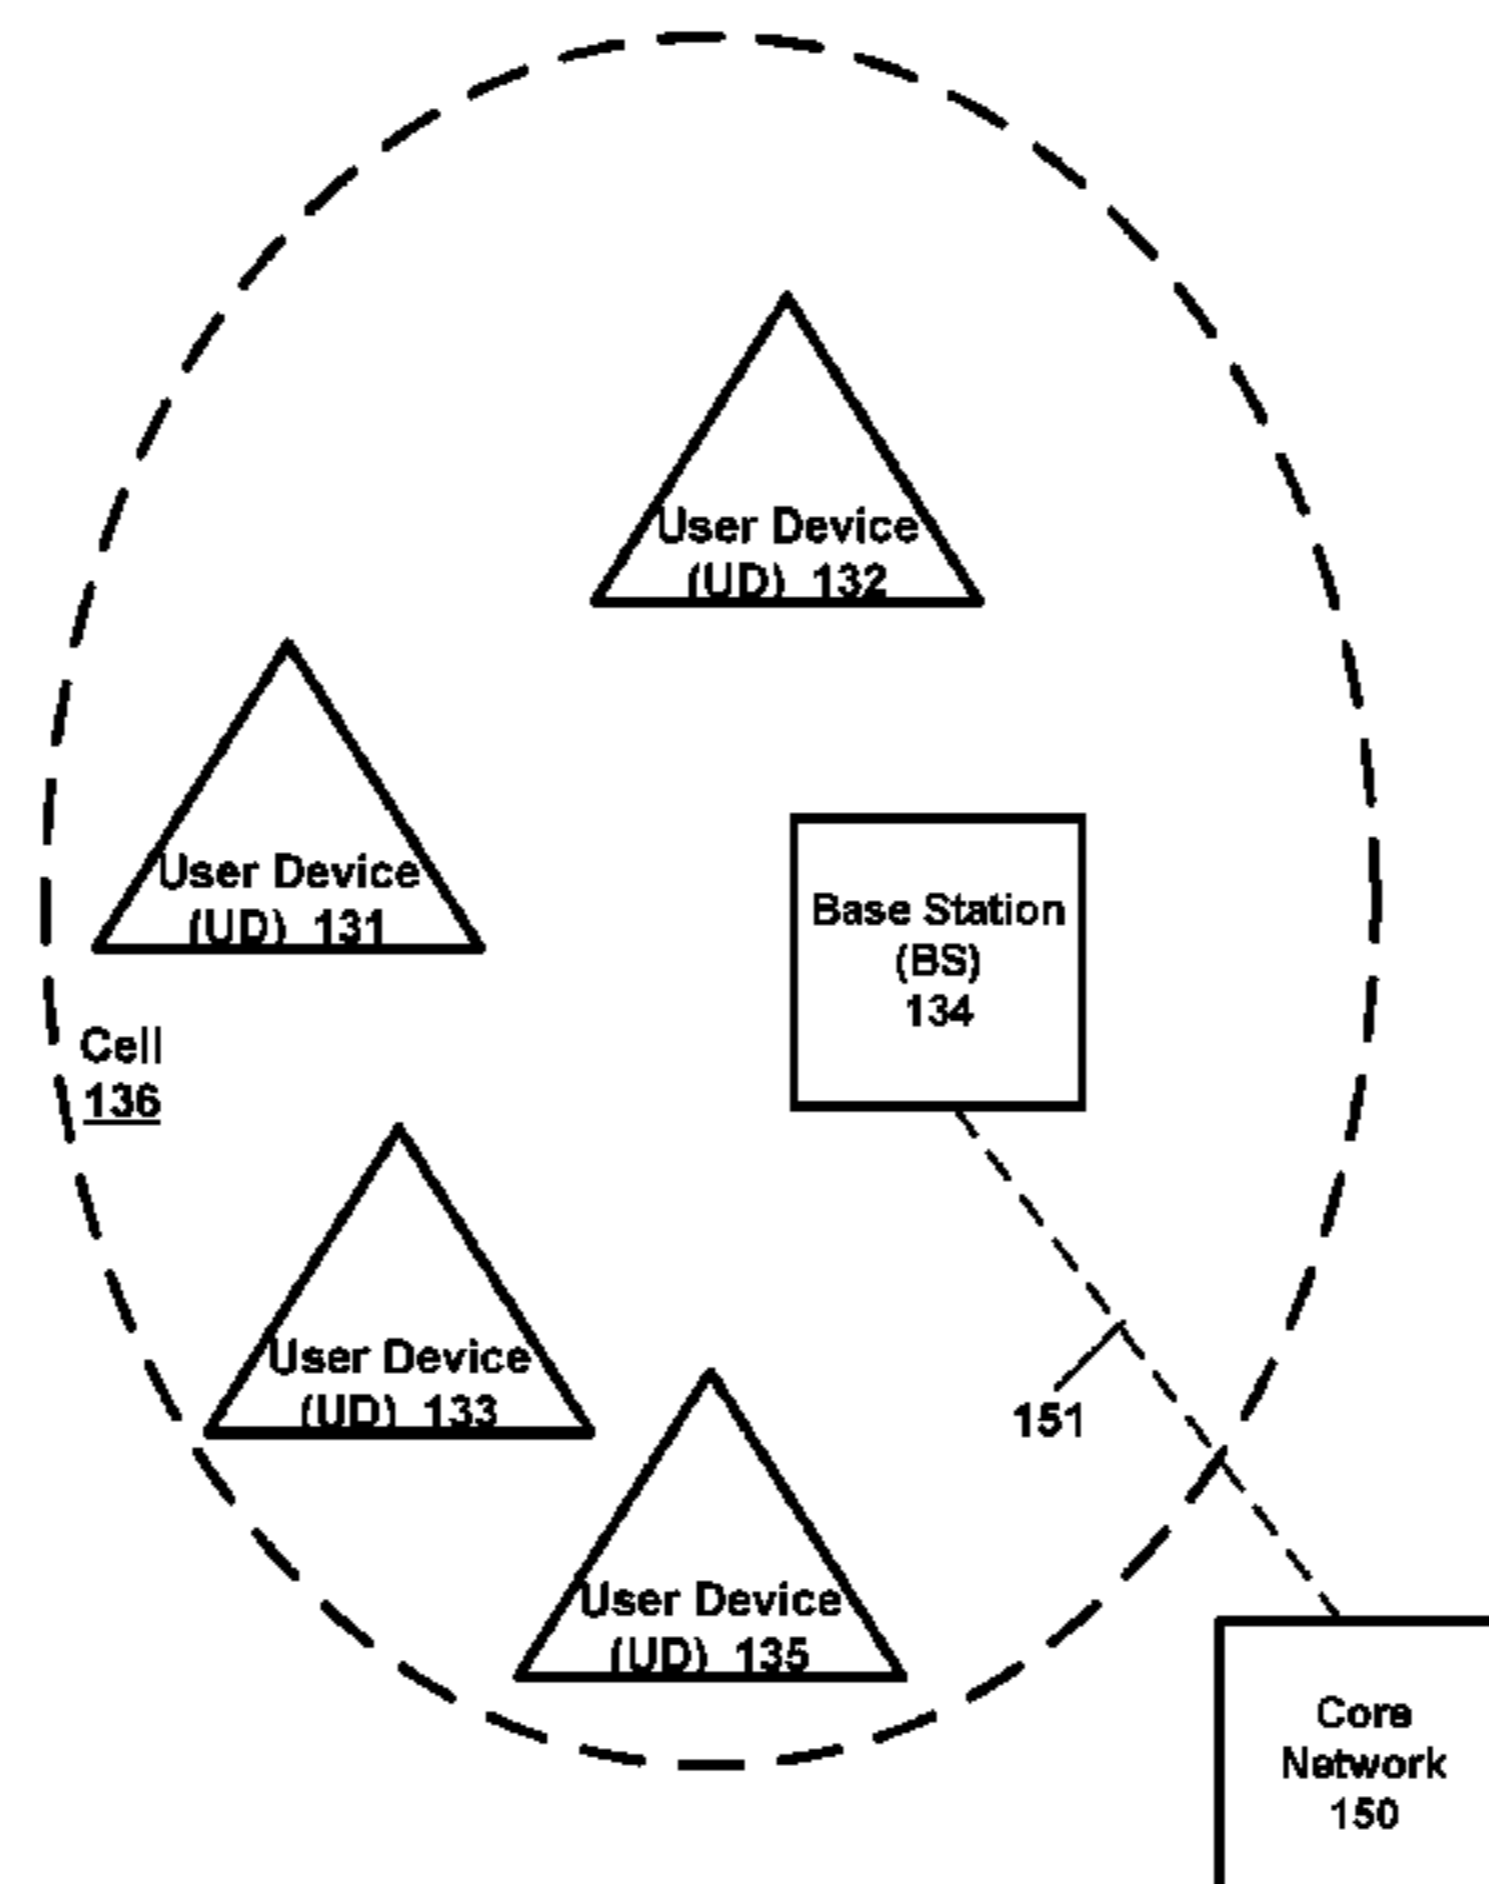 User Device
(UD) 132
User Device
(UD) 131
Base Station
(BS)
134
Cell
136
User Device
(UD) 133
151
User Device
(UD) 135
Core
Network
150